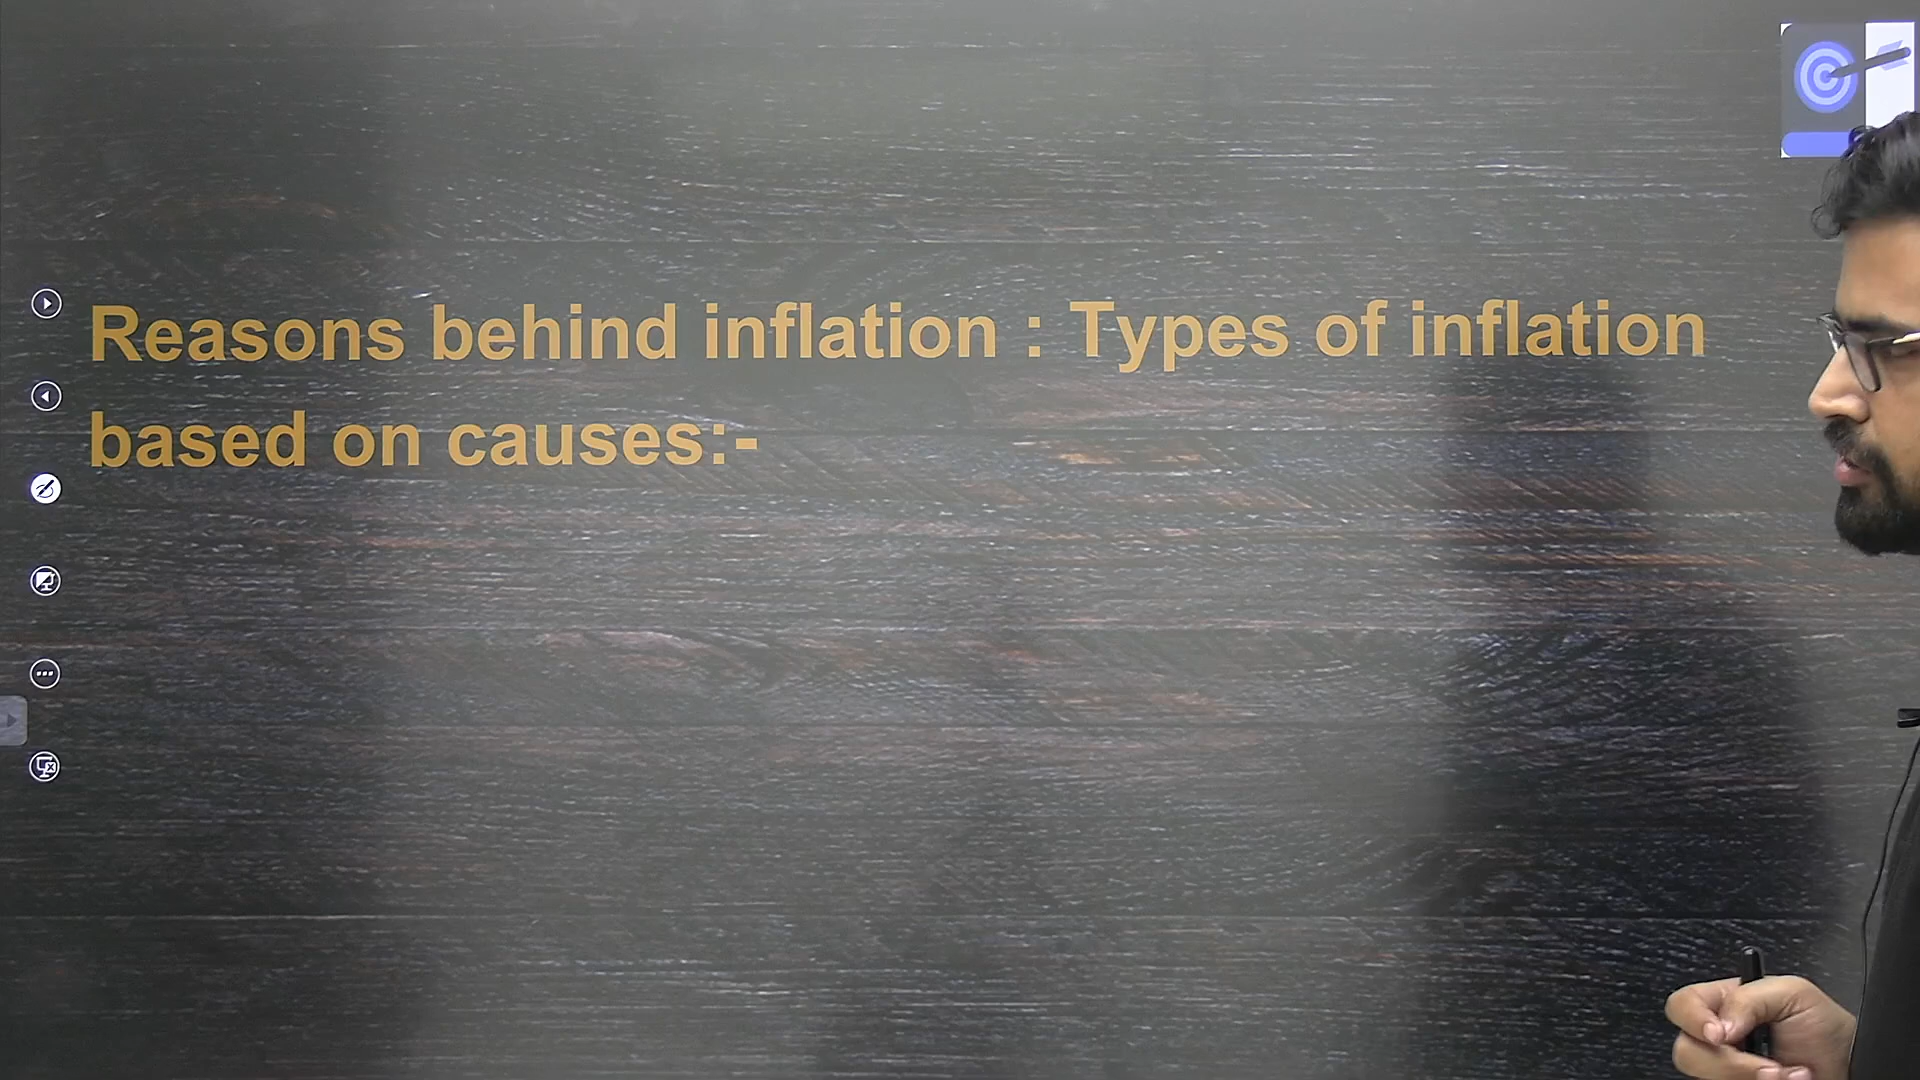 Reasons behind inflation : Types of inflation
based on causes:-